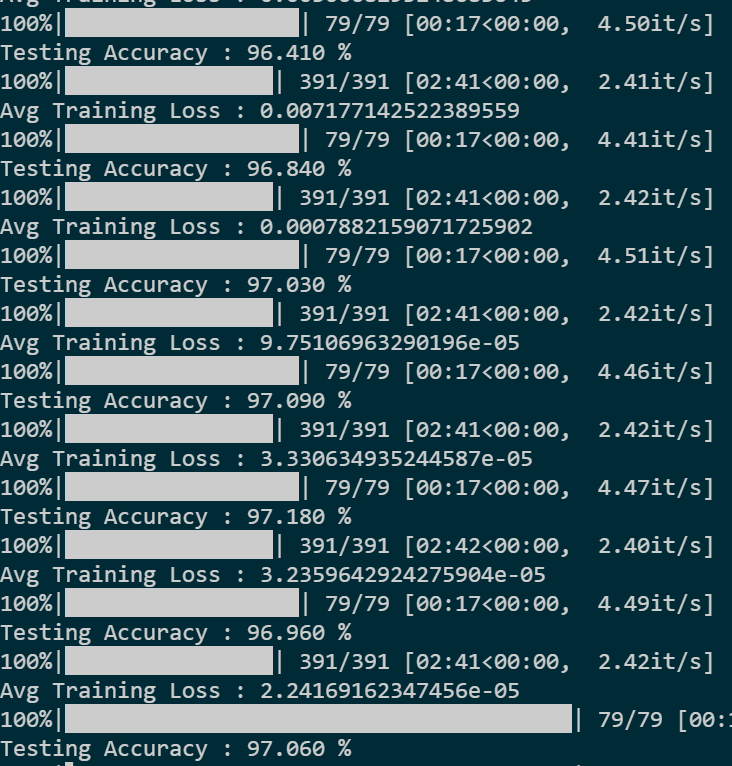 100%| | 79/79 [00:17<00:00, 4.50it/s]
Testing Accuracy : 96.410 %
100%| | 391/391 [02:41<00:00, 2.41it/s]
Avg Training Loss : 0.007177142522389559
100%| | 79/79 [00:17<00:00, 4.41it/s]
Testing Accuracy : 96.840 %
100%| | 391/391 [02:41<00:00, 2.42it/s]
Avg Training Loss : 0.0007882159071725902
100%| | 79/79 [00:17<00:00, 4.51it/s]
Testing Accuracy : 97.030 %
100%| | 391/391 [02:41<00:00, 2.42it/s]
Avg Training Loss : 9.75106963290196e-05
100%| | 79/79 [00:17<00:00, 4.46it/s]
Testing Accuracy : 97.090 %
100%| | 391/391 [02:41<00:00, 2.42it/s]
Avg Training Loss : 3.330634935244587e-05
100%| | 79/79 [00:17<00:00, 4.47it/s]
Testing Accuracy : 97.180 %
100%| | 391/391 [02:42<00:00, 2.40it/s]
Avg Training Loss : 3.2359642924275904e-05
100%| | 79/79 [00:17<00:00, 4.49it/s]
Testing Accuracy : 96.960 %
100%| | 391/391 [02:41<00:00, 2.42it/s]
Avg Training Loss : 2.24169162347456e-05
100%| | 79/79 [00:1
Testing Accuracy : 97.060 %